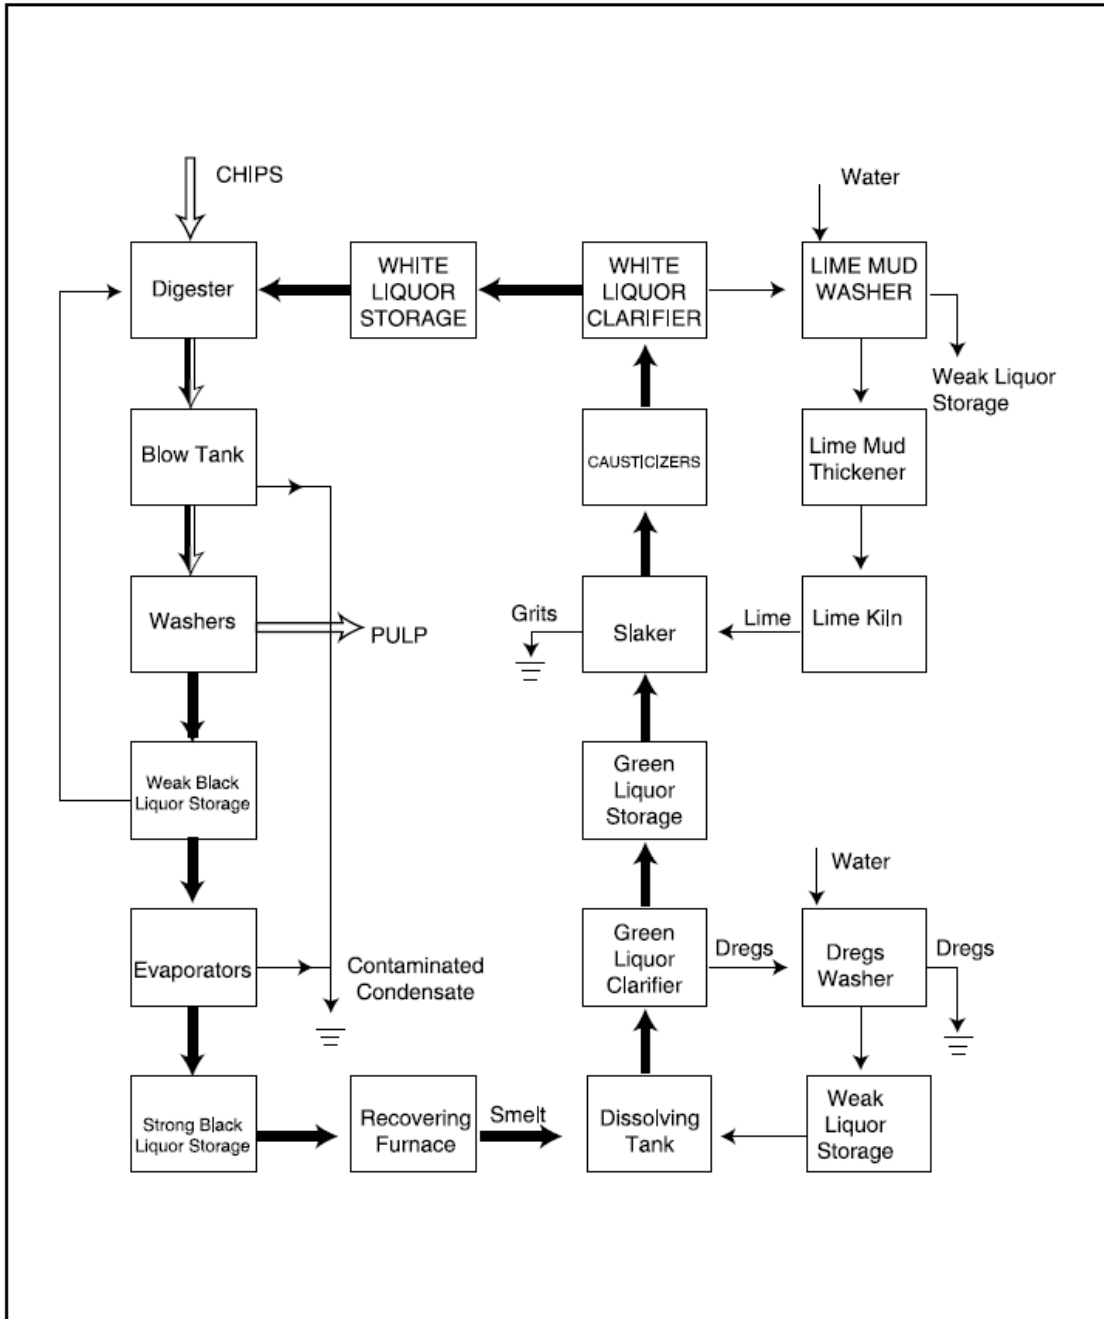 CHIPS
Water
Digester
WHITE
LIQUOR
STORAGE
WHITE
LIQUOR
CLARIFIER
LIME MUD
WASHER
Weak Liquor
Storage
Blow Tank
CAUSTICIZERS
Lime Mud
Thickener
Washers
PULP
Grits
Slaker
Lime
Lime Kiln
Weak Black
Liquor Storage
Green
Liquor
Storage
Water
Evaporators
Contaminated
Condensate
Green
Liquor
Clarifier
Dregs
Dregs
Washer
Dregs
Strong Black
Liquor Storage
Recovering
Furnace
Smelt
Dissolving
Tank
Weak
Liquor
Storage